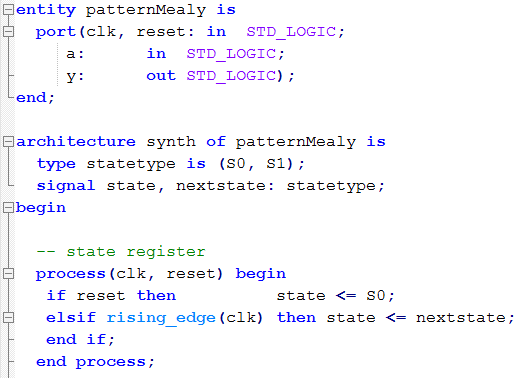 entity patternMealy is
port(clk, reset: in STD_LOGIC;
a: in STD_LOGIC;
y: out STD_LOGIC);
end;
architecture synth of patternMealy is
type statetype is (S0, S1);
signal state, nextstate: statetype;
begin
-- state register
process(clk, reset) begin
if reset then state <= S0;
elsif rising_edge(clk) then state <= nextstate;
end if;
end process;